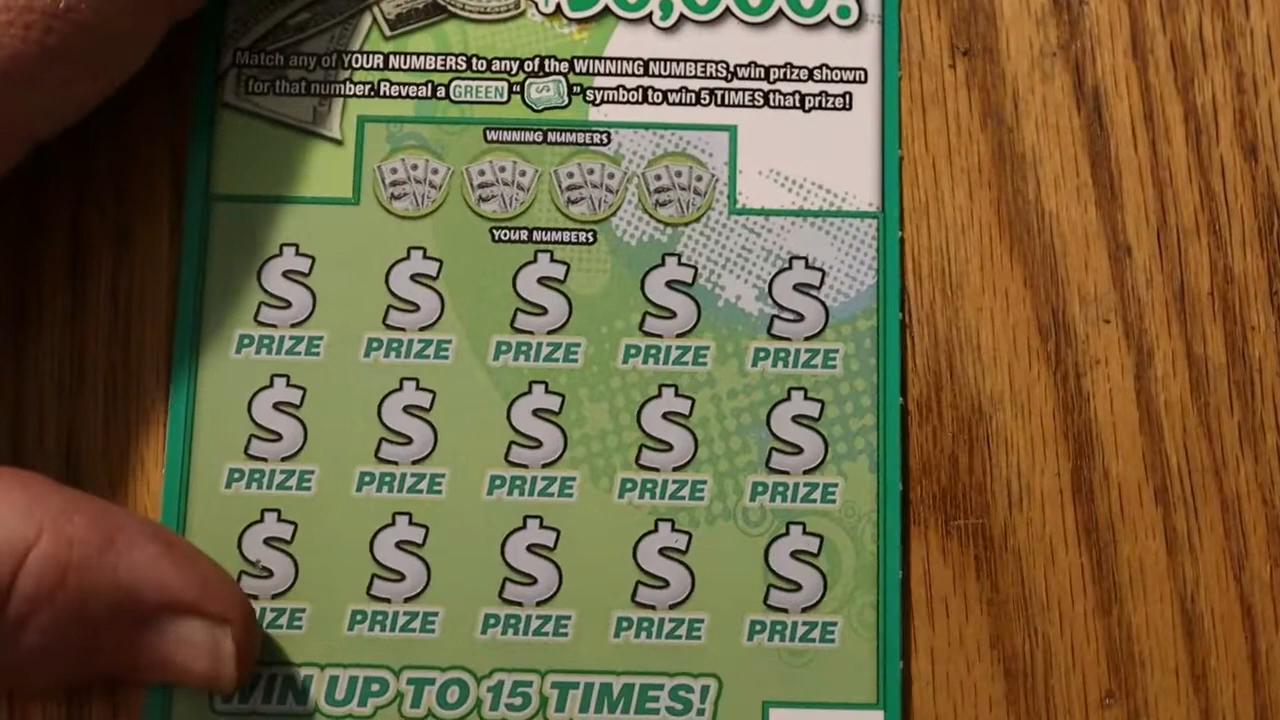 Match any of YOUR NUMBERS to any of the WINNING NUMBERS, win prize shown
for that number. Reveal a GREEN “ ” symbol to win 5 TIMES that prize!
WINNING NUMBERS
YOUR NUMBERS
$ $ $ $ $
PRIZE PRIZE PRIZE PRIZE PRIZE
$ $ $ $ $
PRIZE PRIZE PRIZE PRIZE PRIZE
$ $ $ $ $
PRIZE PRIZE PRIZE PRIZE
WIN UP TO 15 TIMES!